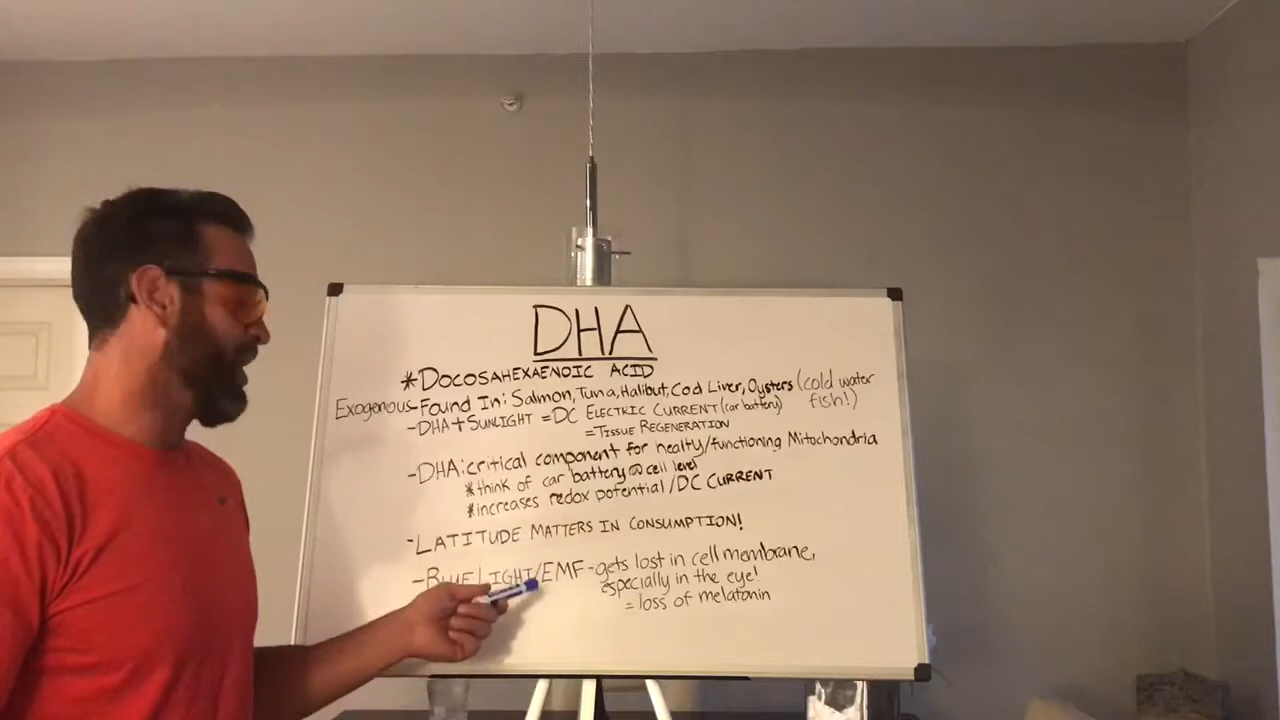 DHA
*DOCOSAHEXAENOIC ACID
Exogenous-Found In: Salmon, Tuna, Halibut, Cod Liver, Oysters (cold water fish!)
-DHA+SUNLIGHT = DC ELECTRIC CURRENT (car battery)
=TISSUE REGENERATION
-DHA: critical component for healty/functioning Mitochondria
*think of car battery @ cell level
*increases redox potential/DC CURRENT
-LATITUDE MATTERS IN CONSUMPTION!
-BLUE LIGHT/EMF-gets lost in cell membrane,
especially in the eye!
=loss of melatonin